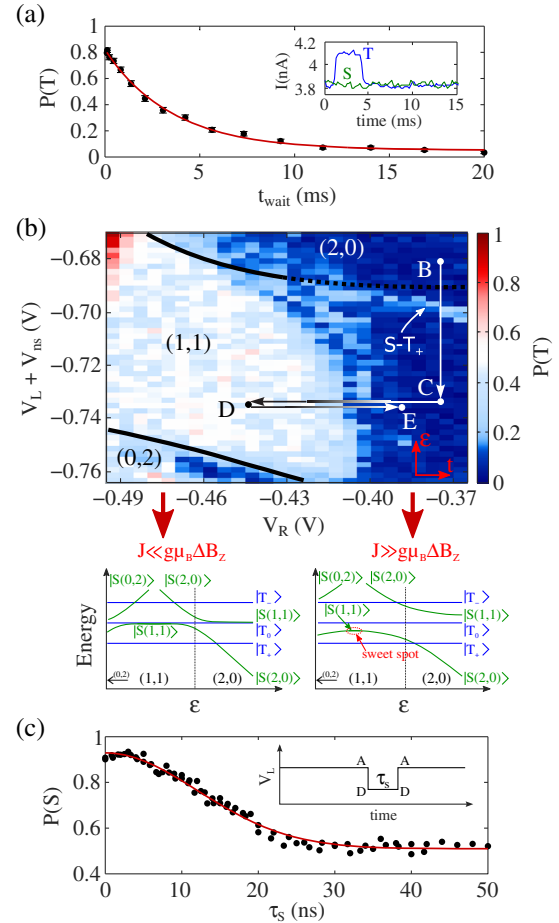 (a)
P(T)
1
0.8
0.6
0.4
0.2
0
0 5 10 15 20
t_wait (ms)
I(nA)
4.2
4
3.8
T
S
0 5 10 15
time (ms)
(b)
V_L + V_ns (V)
−0.68
−0.70
−0.72
−0.74
−0.76
(2,0)
B
S-T_+
(1,1)
C
D
E
(0,2)
ε
t
−0.49 −0.46 −0.43 −0.40 −0.37
V_R (V)
1
0.8
0.6
0.4
0.2
0
P(T)
J≪gμ_BΔB_Z
J≫gμ_BΔB_Z
|S(0,2)> |S(2,0)>
|T_->
|S(1,1)>
|S(1,1)>
|T_0>
|T_+>
|S(2,0)>
Energy
(0,2) (1,1) (2,0)
ε
|S(0,2)> |S(2,0)>
|T_->
|S(1,1)>
|S(1,1)>
|T_0>
|T_+>
sweet spot
|S(2,0)>
(0,2) (1,1) (2,0)
ε
(c)
P(S)
1
0.8
0.6
0.4
0 10 20 30 40 50
τ_S (ns)
V_L
A A
τ_s
D D
time